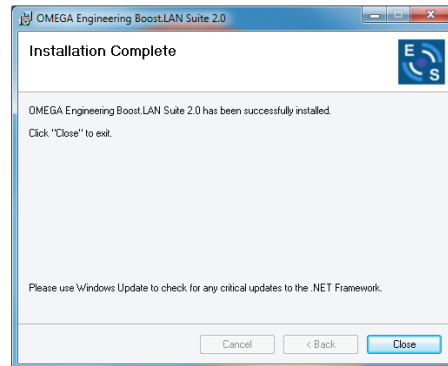 OMEGA Engineering Boost.LAN Suite 2.0
Installation Complete
E
S
OMEGA Engineering Boost.LAN Suite 2.0 has been successfully installed.
Click "Close" to exit.
Please use Windows Update to check for any critical updates to the .NET Framework.
Cancel < Back Close